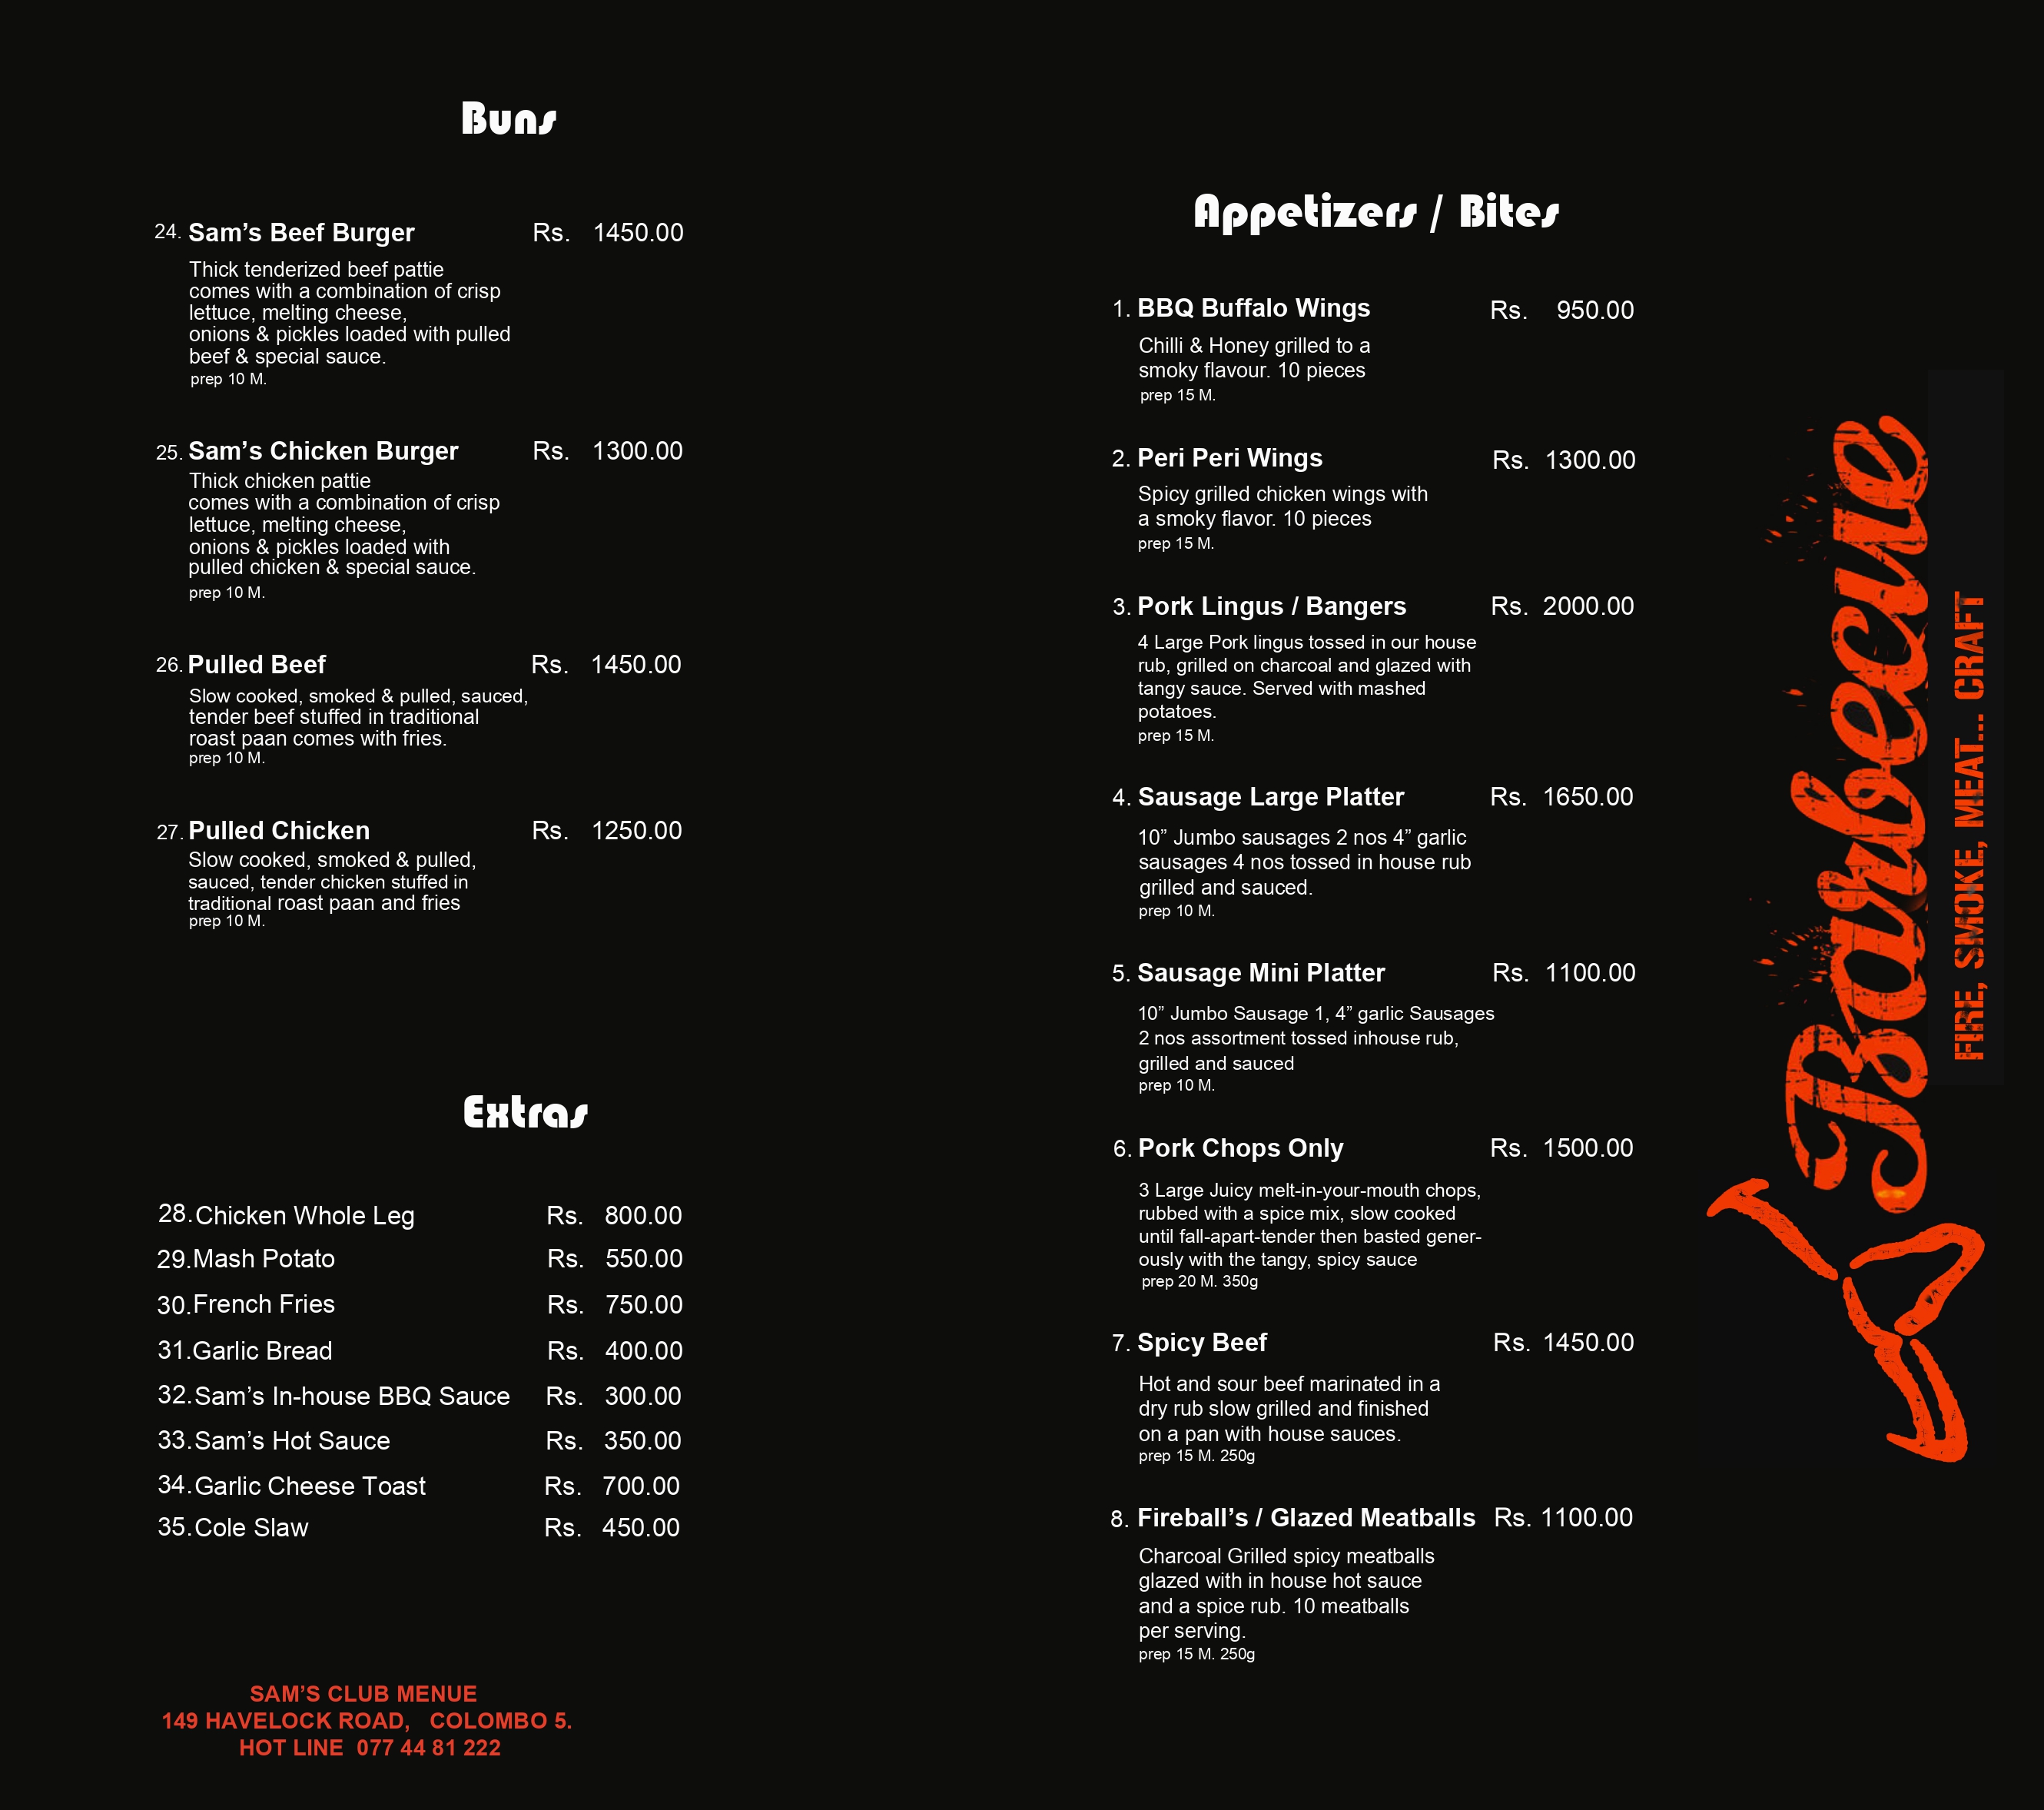 Buns
24. Sam’s Beef Burger Rs. 1450.00
Thick tenderized beef pattie
comes with a combination of crisp
lettuce, melting cheese,
onions & pickles loaded with pulled
beef & special sauce.
prep 10 M.
25. Sam’s Chicken Burger Rs. 1300.00
Thick chicken pattie
comes with a combination of crisp
lettuce, melting cheese,
onions & pickles loaded with
pulled chicken & special sauce.
prep 10 M.
26. Pulled Beef Rs. 1450.00
Slow cooked, smoked & pulled, sauced,
tender beef stuffed in traditional
roast paan comes with fries.
prep 10 M.
27. Pulled Chicken Rs. 1250.00
Slow cooked, smoked & pulled,
sauced, tender chicken stuffed in
traditional roast paan and fries
prep 10 M.
Extras
28. Chicken Whole Leg Rs. 800.00
29. Mash Potato Rs. 550.00
30. French Fries Rs. 750.00
31. Garlic Bread Rs. 400.00
32. Sam’s In-house BBQ Sauce Rs. 300.00
33. Sam’s Hot Sauce Rs. 350.00
34. Garlic Cheese Toast Rs. 700.00
35. Cole Slaw Rs. 450.00
SAM’S CLUB MENUE
149 HAVELOCK ROAD, COLOMBO 5.
HOT LINE 077 44 81 222
Appetizers / Bites
1. BBQ Buffalo Wings Rs. 950.00
Chilli & Honey grilled to a
smoky flavour. 10 pieces
prep 15 M.
2. Peri Peri Wings Rs. 1300.00
Spicy grilled chicken wings with
a smoky flavor. 10 pieces
prep 15 M.
3. Pork Lingus / Bangers Rs. 2000.00
4 Large Pork lingus tossed in our house
rub, grilled on charcoal and glazed with
tangy sauce. Served with mashed
potatoes.
prep 15 M.
4. Sausage Large Platter Rs. 1650.00
10” Jumbo sausages 2 nos 4” garlic
sausages 4 nos tossed in house rub
grilled and sauced.
prep 10 M.
5. Sausage Mini Platter Rs. 1100.00
10” Jumbo Sausage 1, 4” garlic Sausages
2 nos assortment tossed inhouse rub,
grilled and sauced
prep 10 M.
6. Pork Chops Only Rs. 1500.00
3 Large Juicy melt-in-your-mouth chops,
rubbed with a spice mix, slow cooked
until fall-apart-tender then basted gener-
ously with the tangy, spicy sauce
prep 20 M. 350g
7. Spicy Beef Rs. 1450.00
Hot and sour beef marinated in a
dry rub slow grilled and finished
on a pan with house sauces.
prep 15 M. 250g
8. Fireball’s / Glazed Meatballs Rs. 1100.00
Charcoal Grilled spicy meatballs
glazed with in house hot sauce
and a spice rub. 10 meatballs
per serving.
prep 15 M. 250g
Barbecue
FIRE, SMOKE, MEAT... CRAFT